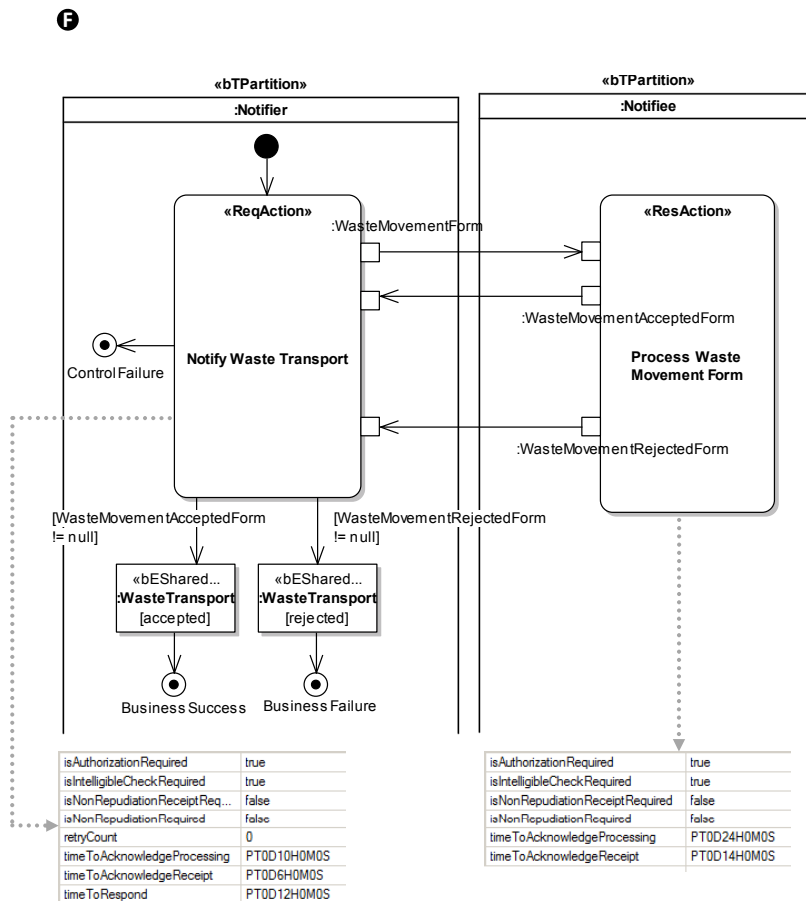 F
«bTPartition»
:Notifier
«bTPartition»
:Notifiee
«ReqAction»
:WasteMovementForm
«ResAction»
:WasteMovementAcceptedForm
Control Failure
Notify Waste Transport
Process Waste
Movement Form
:WasteMovementRejectedForm
[WasteMovementAcceptedForm
!= null]
[WasteMovementRejectedForm
!= null]
«bEShared...
:WasteTransport
[accepted]
«bEShared...
:WasteTransport
[rejected]
Business Success
Business Failure
isAuthorizationRequired true
isIntelligibleCheckRequired true
isNonRepudiationReceiptReq... false
isNonRepudiationRequired false
retryCount 0
timeToAcknowledgeProcessing PT0D10H0M0S
timeToAcknowledgeReceipt PT0D6H0M0S
timeToRespond PT0D12H0M0S
isAuthorizationRequired true
isIntelligibleCheckRequired true
isNonRepudiationReceiptRequired false
isNonRepudiationRequired false
timeToAcknowledgeProcessing PT0D24H0M0S
timeToAcknowledgeReceipt PT0D14H0M0S